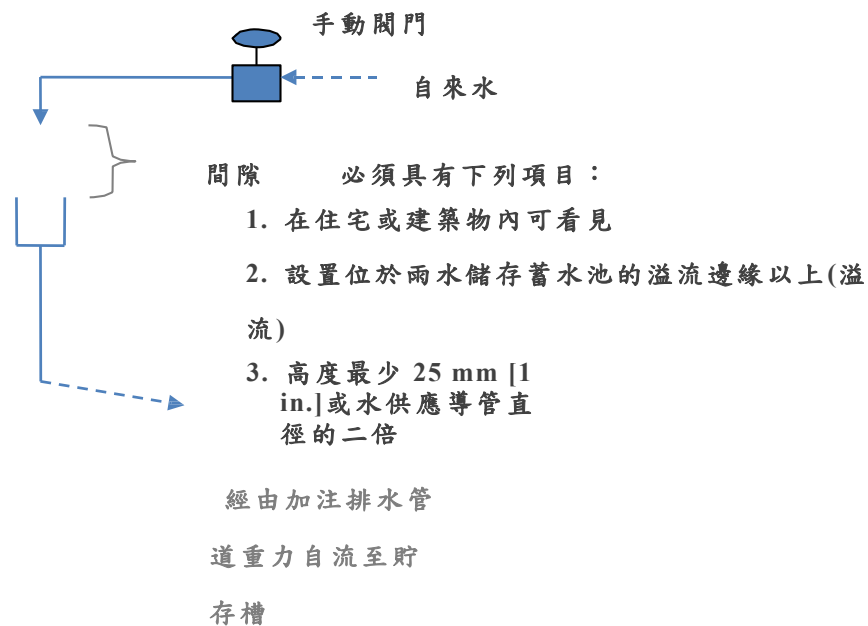 手動閥門
自來水
間隙 必須具有下列項目：
1. 在住宅或建築物內可看見
2. 設置位於雨水儲存蓄水池的溢流邊緣以上(溢
流)
3. 高度最少 25 mm [1
in.]或水供應導管直
徑的二倍
經由加注排水管
道重力自流至貯
存槽